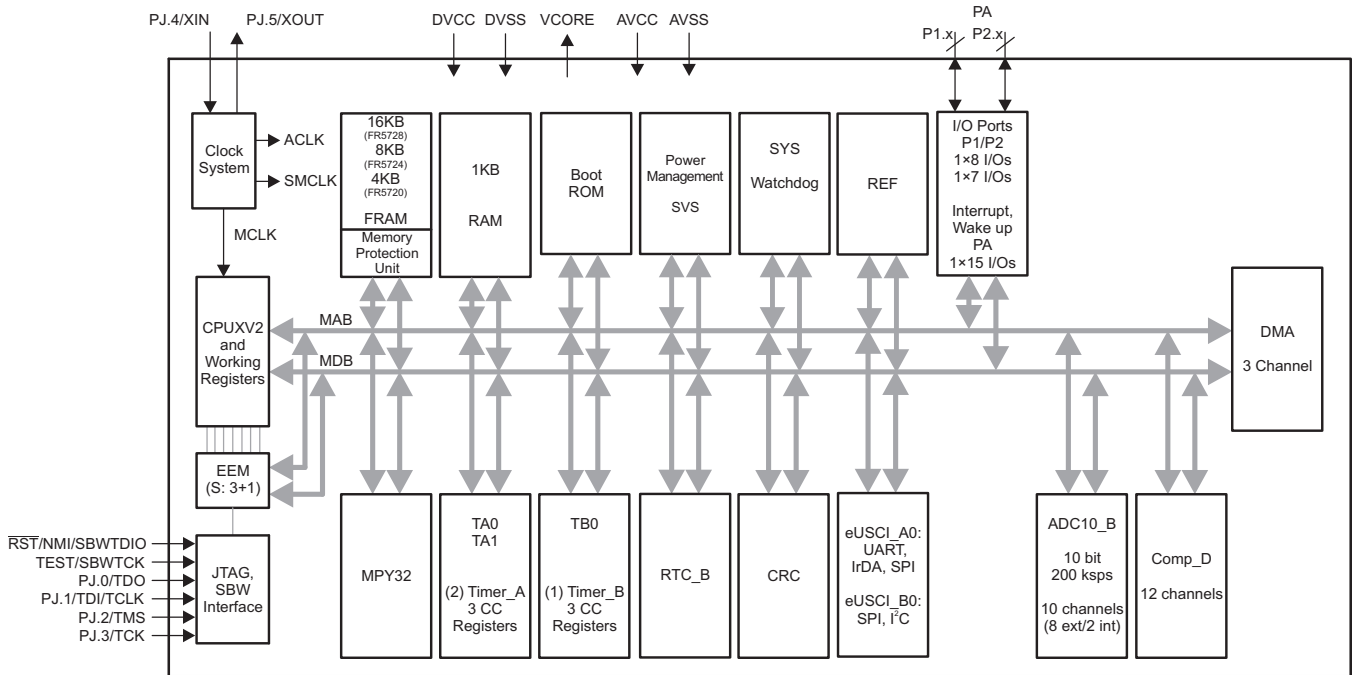 PJ.4/XIN
PJ.5/XOUT
DVCC
DVSS
VCORE
AVCC
AVSS
PA
P1.x
P2.x
Clock
System
ACLK
SMCLK
MCLK
16KB
(FR5728)
8KB
(FR5724)
4KB
(FR5720)
FRAM
Memory
Protection
Unit
1KB
RAM
Boot
ROM
Power
Management
SVS
SYS
Watchdog
REF
I/O Ports
P1/P2
1×8 I/Os
1×7 I/Os
Interrupt,
Wake up
PA
1×15 I/Os
CPUXV2
and
Working
Registers
MAB
MDB
DMA
3 Channel
EEM
(S: 3+1)
RST/NMI/SBWTDIO
TEST/SBWTCK
PJ.0/TDO
PJ.1/TDI/TCLK
PJ.2/TMS
PJ.3/TCK
JTAG,
SBW
Interface
MPY32
TA0
TA1
(2) Timer_A
3 CC
Registers
TB0
(1) Timer_B
3 CC
Registers
RTC_B
CRC
eUSCI_A0:
UART,
IrDA, SPI
eUSCI_B0:
SPI, I²C
ADC10_B
10 bit
200 ksps
10 channels
(8 ext/2 int)
Comp_D
12 channels